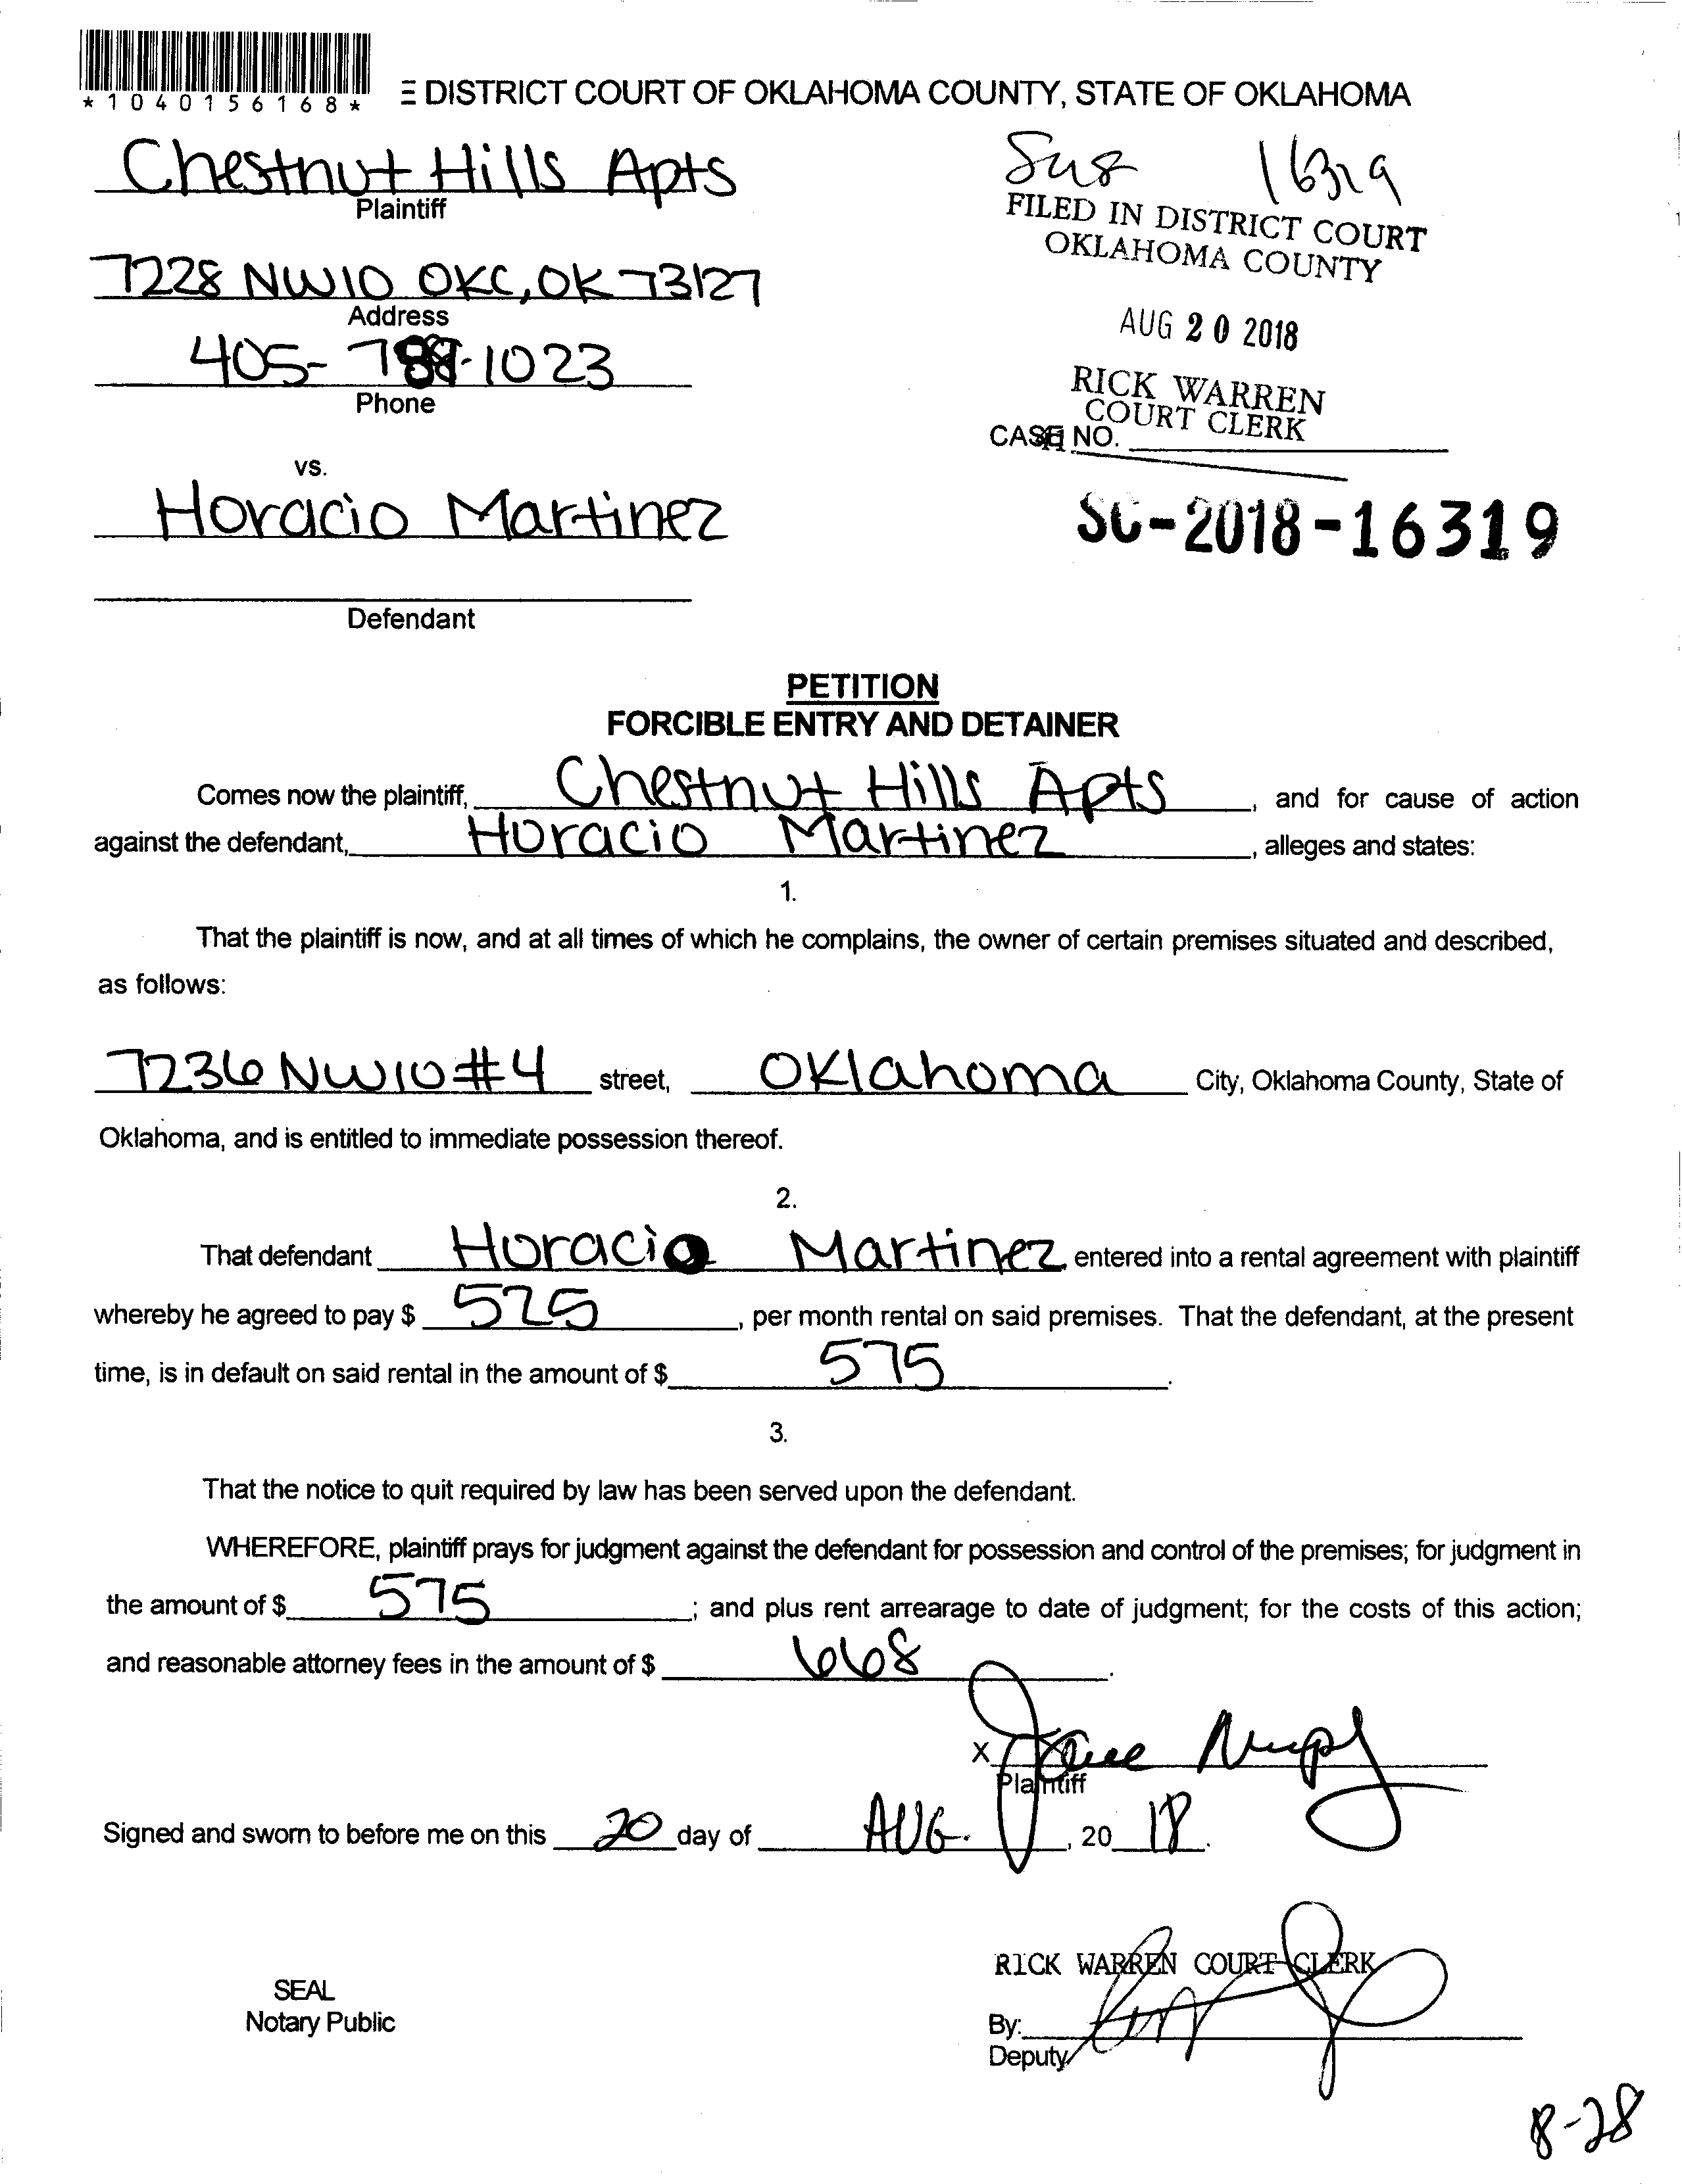 *1040156168*
E DISTRICT COURT OF OKLAHOMA COUNTY, STATE OF OKLAHOMA
Chestnut Hills Apts
Plaintiff
16319
FILED IN DISTRICT COURT
OKLAHOMA COUNTY
7228 NW10 OKC, OK 73127
Address
AUG 20 2018
405- -1023
Phone
RICK WARREN
COURT CLERK
CASE NO.
vs.
Horacio Martinez
SC-2018-16319
Defendant
PETITION
FORCIBLE ENTRY AND DETAINER
Comes now the plaintiff, Chestnut Hills Apts, and for cause of action
against the defendant, Horacio Martinez, alleges and states:
1.
That the plaintiff is now, and at all times of which he complains, the owner of certain premises situated and described,
as follows:
7236 NW10 #4 street, Oklahoma City, Oklahoma County, State of
Oklahoma, and is entitled to immediate possession thereof.
2.
That defendant Horacio Martinez entered into a rental agreement with plaintiff
whereby he agreed to pay $ 525, per month rental on said premises. That the defendant, at the present
time, is in default on said rental in the amount of $ 575.
3.
That the notice to quit required by law has been served upon the defendant.
WHEREFORE, plaintiff prays for judgment against the defendant for possession and control of the premises; for judgment in
the amount of $ 575; and plus rent arrearage to date of judgment; for the costs of this action;
and reasonable attorney fees in the amount of $ 668.
X
Plaintiff
Signed and sworn to before me on this 20 day of AUG., 20 18.
RICK WARREN COURT CLERK
SEAL
Notary Public
By:
Deputy
8-28